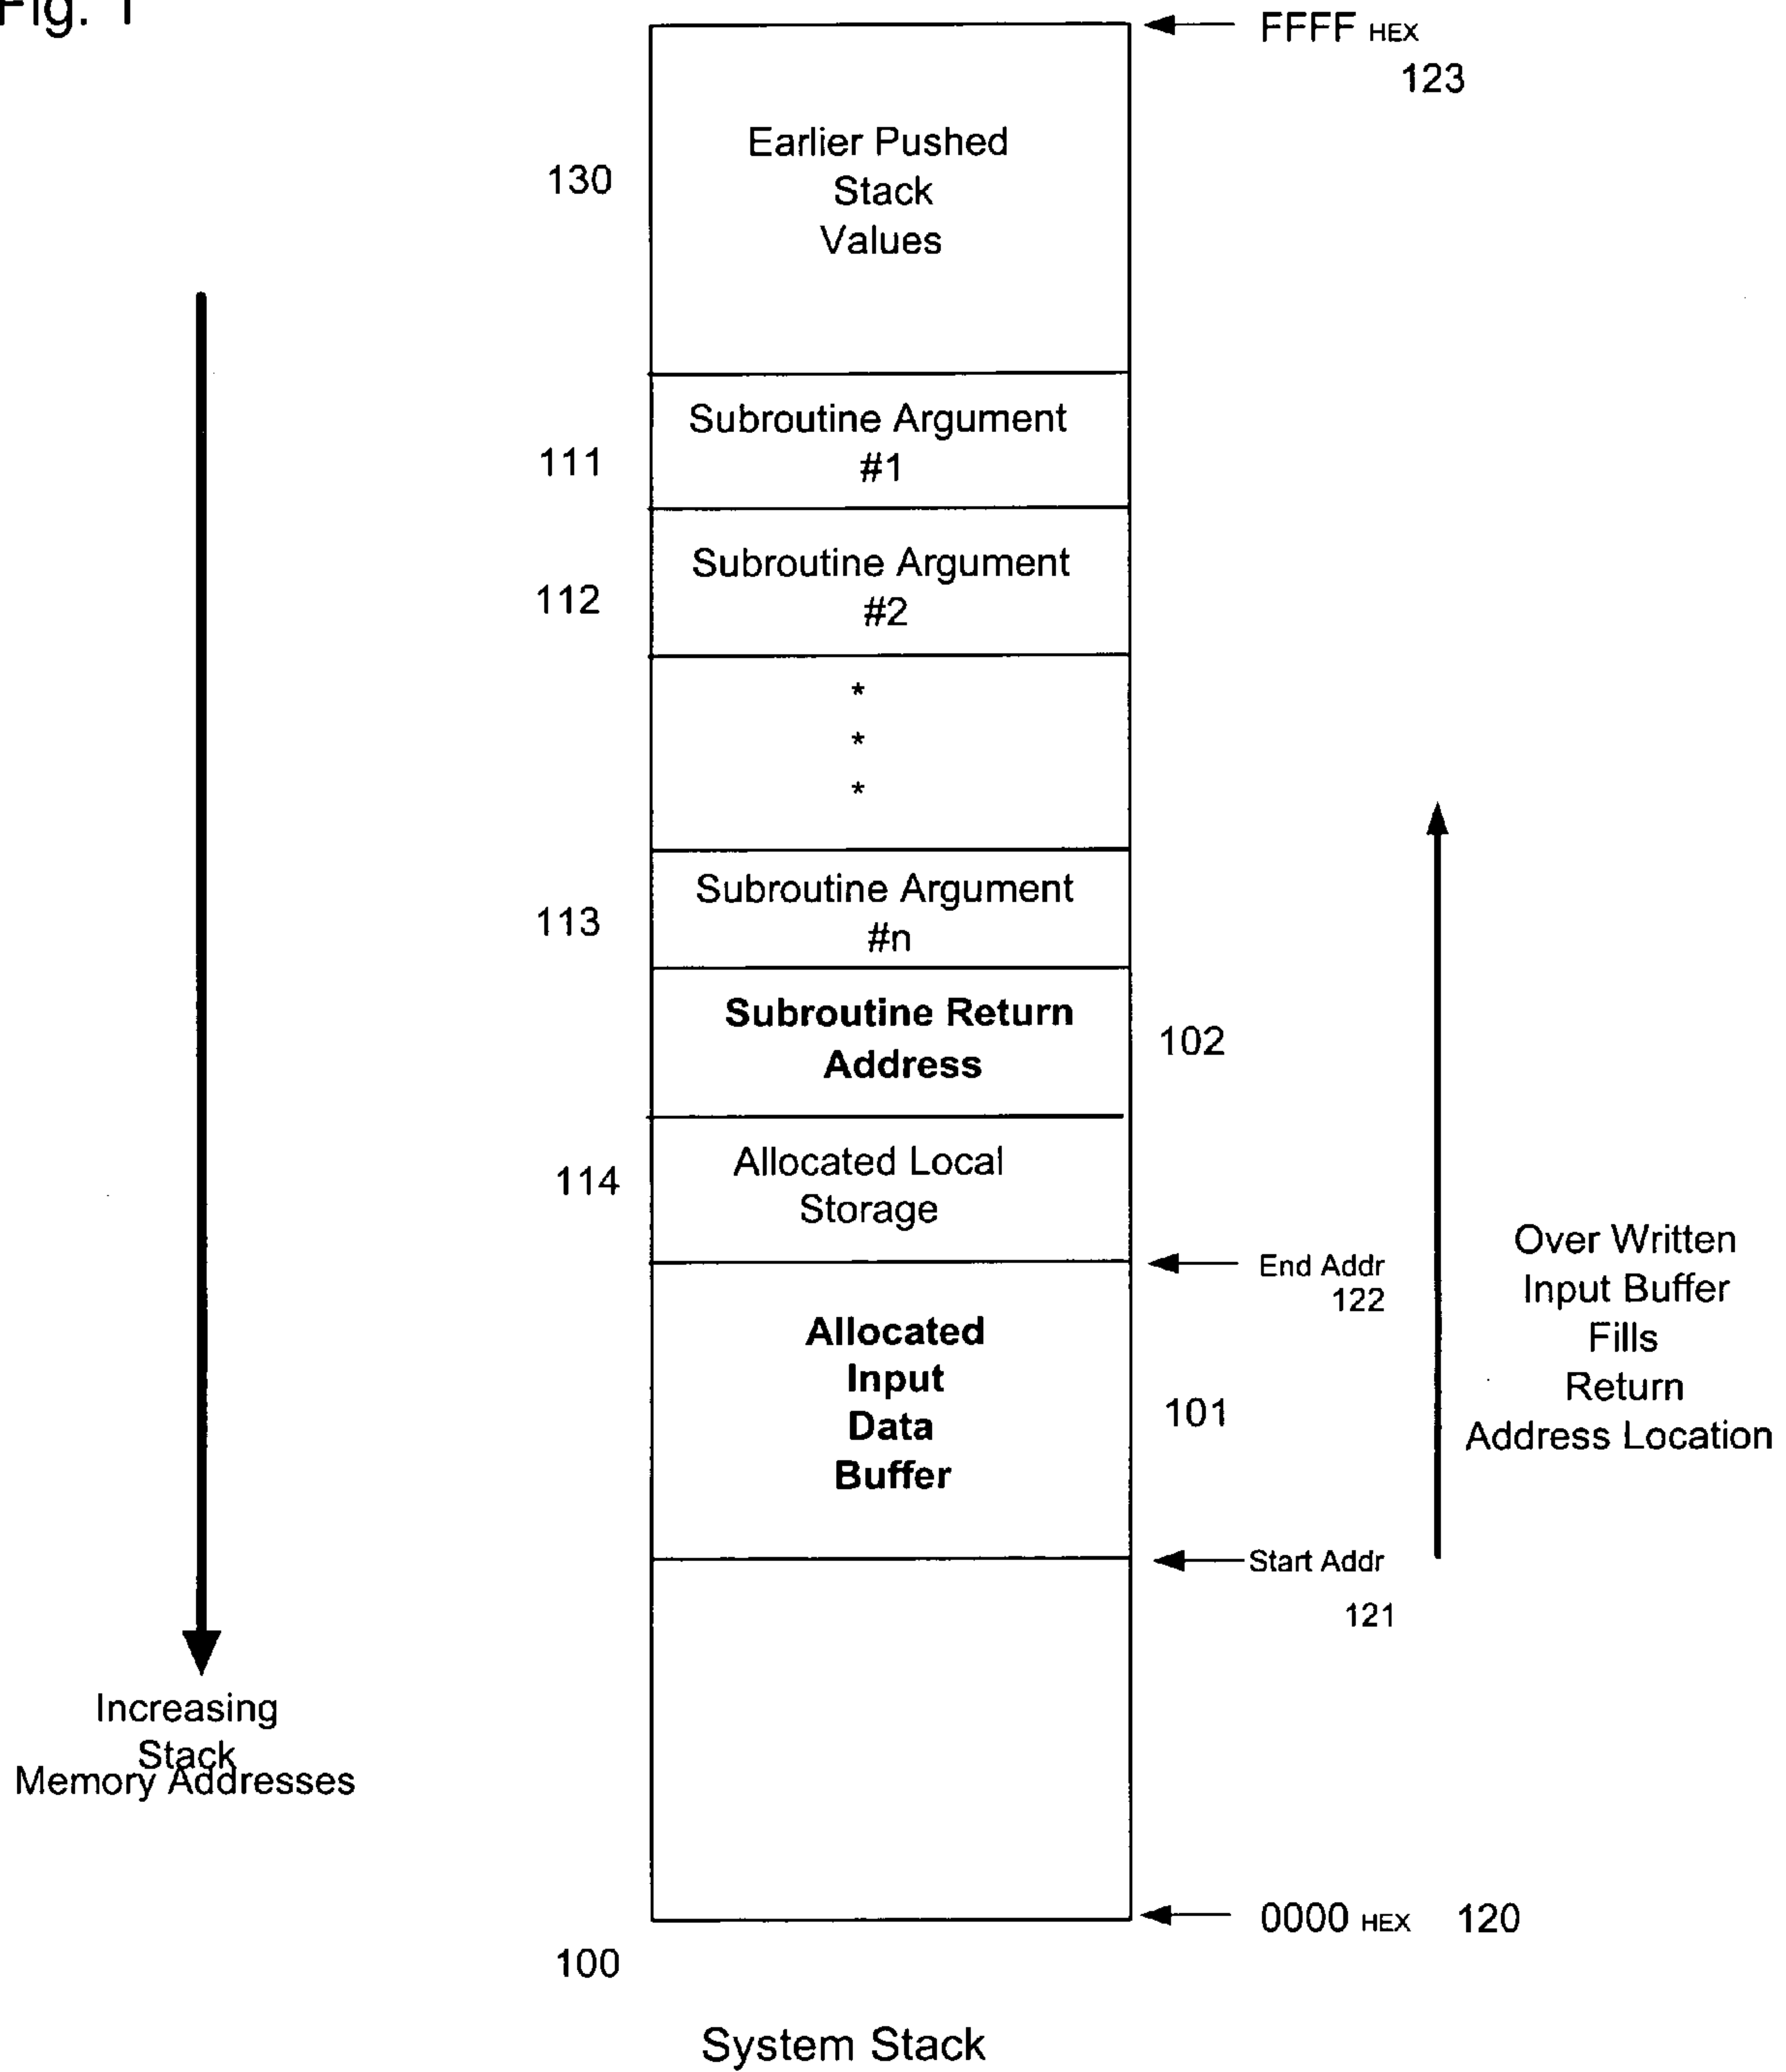 Fig. 1
FFFF HEX
123
Earlier Pushed
Stack
Values
130
Subroutine Argument
#1
111
Subroutine Argument
#2
112
*
*
*
Subroutine Argument
#n
113
Subroutine Return
Address
102
Allocated Local
Storage
114
End Addr
122
Over Written
Input Buffer
Fills
Return
Address Location
Allocated
Input
Data
Buffer
101
Start Addr
121
Increasing
Stack
Memory Addresses
0000 HEX 120
100
System Stack